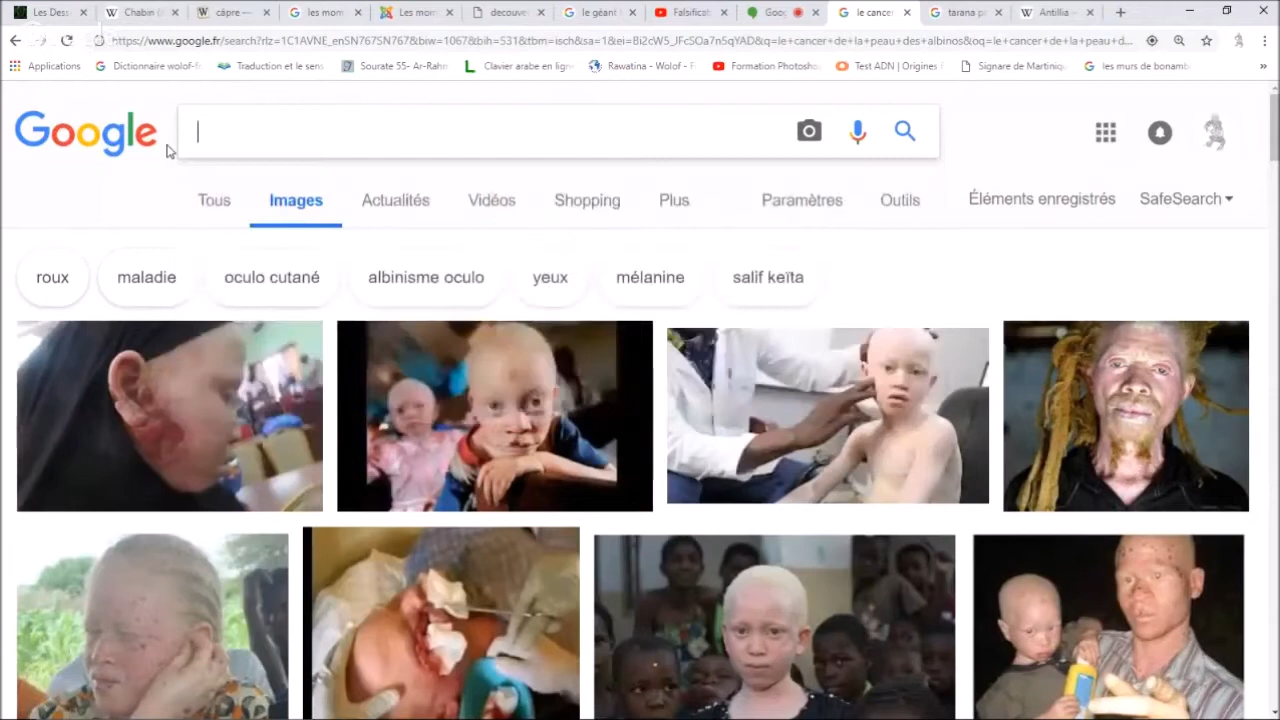 Les Dess
Chabin (
câpre —
les mom
Les mom
decouve
le géant
Falsificat
Goo
le cancer
tarana p
Antillia –
https://www.google.fr/search?rlz=1C1AVNE_enSN767SN767&biw=1067&bih=531&tbm=isch&sa=1&ei=8i2cW5_JFcSOa7n5qYAD&q=le+cancer+de+la+peau+des+albinos&oq=le+cancer+de+la+peau+d...
Applications
Dictionnaire wolof-f
Traduction et le sens
Sourate 55- Ar-Rahm
Clavier arabe en lign
Rawatina - Wolof - F
Formation Photosho
Test ADN | Origines E
Signare de Martiniq
les murs de bonamb
»
Google
Tous
Images
Actualités
Vidéos
Shopping
Plus
Paramètres
Outils
Éléments enregistrés
SafeSearch
roux
maladie
oculo cutané
albinisme oculo
yeux
mélanine
salif keïta